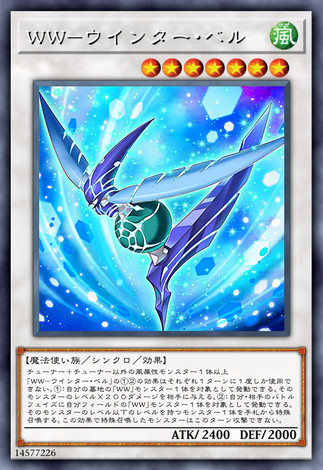 WW－ウインター・ベル
風
【魔法使い族／シンクロ／効果】
チューナー＋チューナー以外の風属性モンスター１体以上
「WW－ウインター・ベル」の①②の効果はそれぞれ１ターンに１度しか使用で
きない。①：自分の墓地の「WW」モンスター１体を対象として発動できる。その
モンスターのレベル×２００ダメージを相手に与える。②：自分・相手のバトル
フェイズに自分フィールドの「WW」モンスター１体を対象として発動できる。
そのモンスターのレベル以下のレベルを持つモンスター１体を手札から特殊
召喚する。この効果で特殊召喚したモンスターはこのターン攻撃できない。
ATK/ 2400 DEF/ 2000
14577226